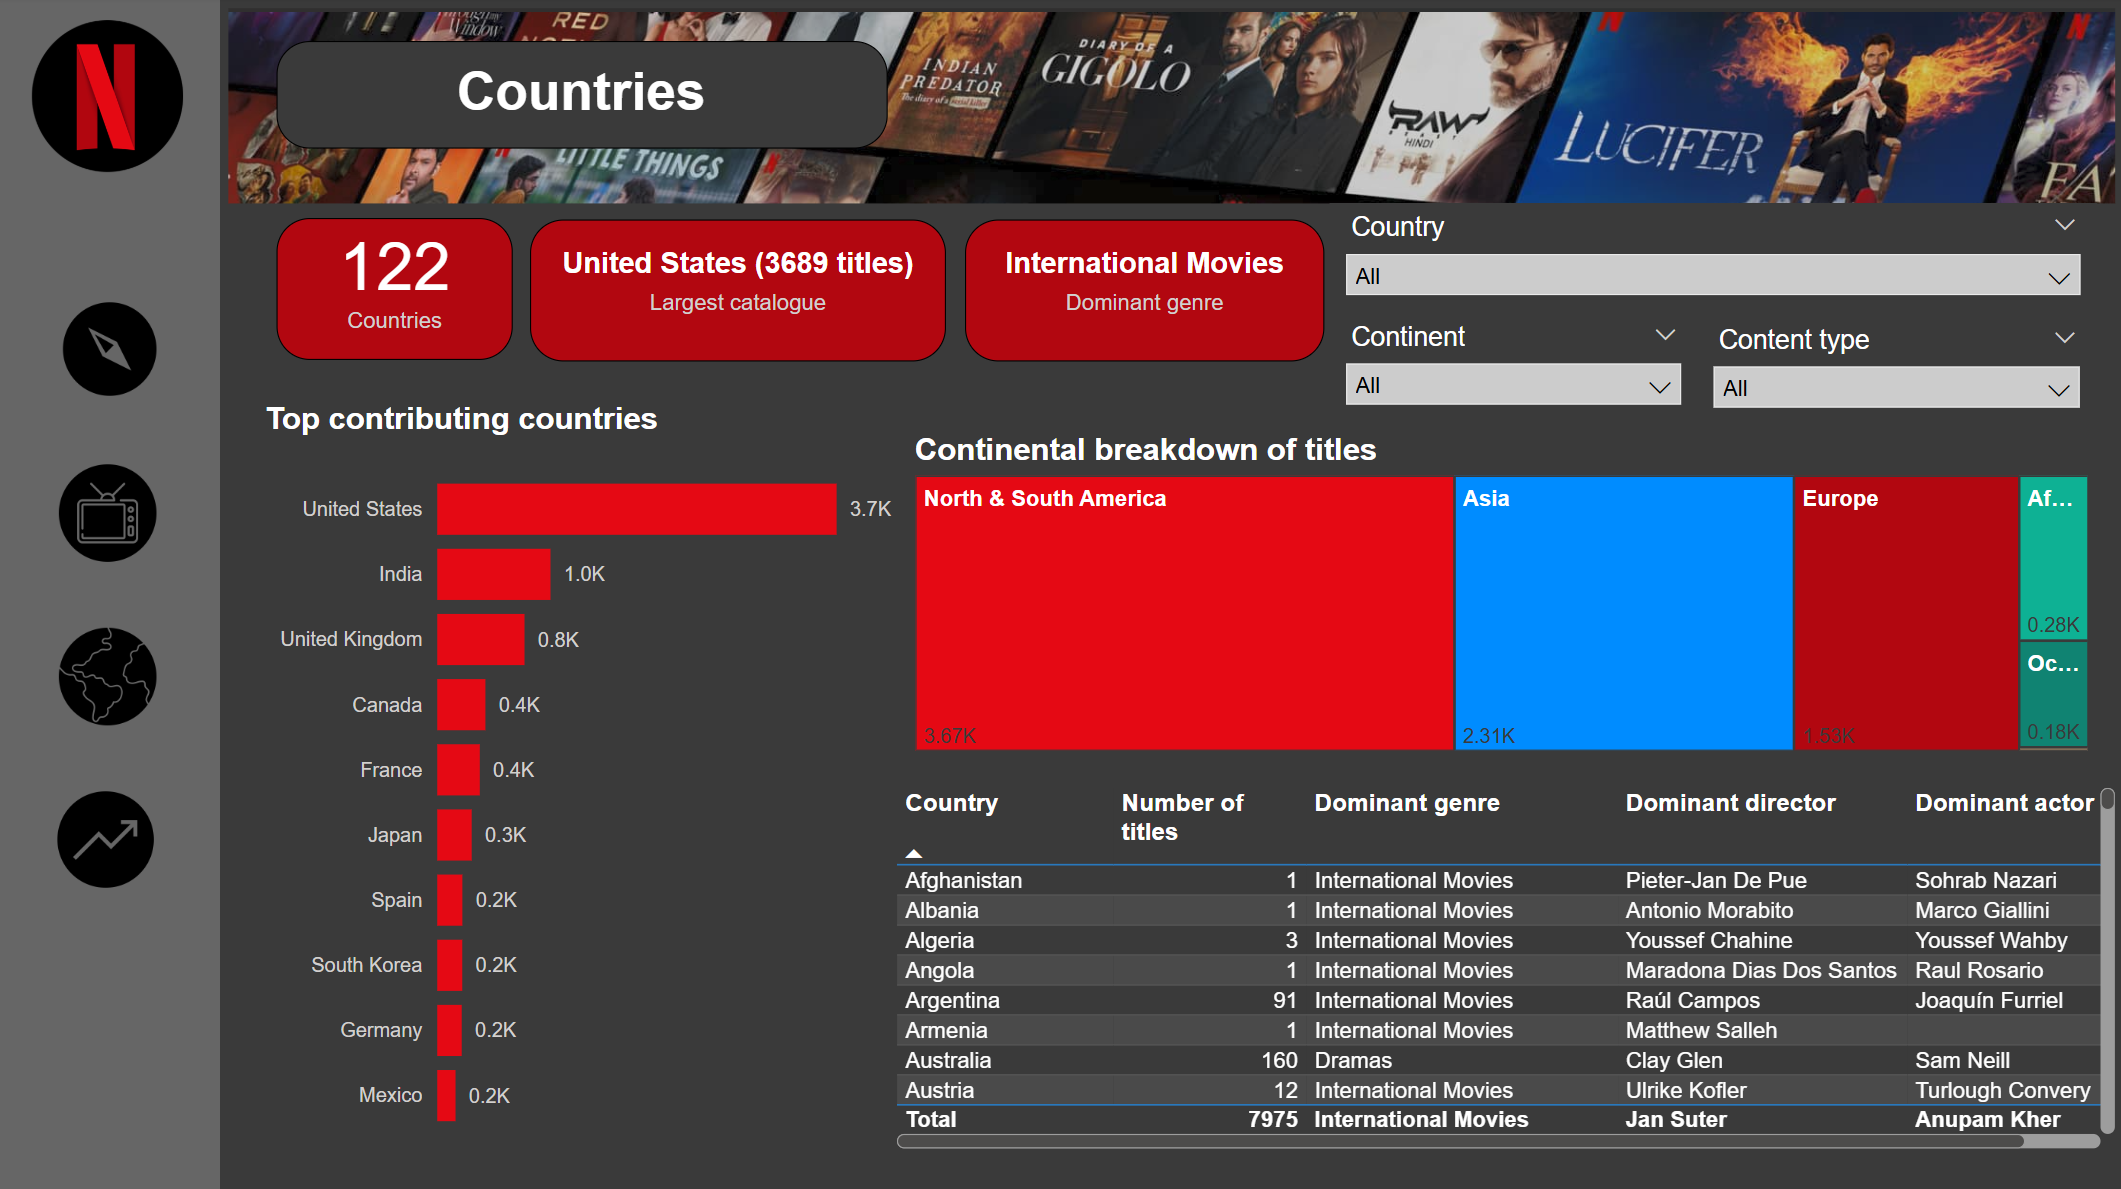 Window
RED
Countries
INDIAN
PREDATOR
The diary of a serial killer
DIARY OF A
GIGOLO
RAW
BEAST
HINDI
LUCIFER
FA
LITTLE THINGS
122
Countries
United States (3689 titles)
Largest catalogue
International Movies
Dominant genre
Country
All
Continent
All
Content type
All
Top contributing countries
United States 3.7K
India 1.0K
United Kingdom 0.8K
Canada 0.4K
France 0.4K
Japan 0.3K
Spain 0.2K
South Korea 0.2K
Germany 0.2K
Mexico 0.2K
Continental breakdown of titles
North & South America
3.67K
Asia
2.31K
Europe
1.53K
Af...
0.28K
Oc...
0.18K
Country Number of titles Dominant genre Dominant director Dominant actor
Afghanistan 1 International Movies Pieter-Jan De Pue Sohrab Nazari
Albania 1 International Movies Antonio Morabito Marco Giallini
Algeria 3 International Movies Youssef Chahine Youssef Wahby
Angola 1 International Movies Maradona Dias Dos Santos Raul Rosario
Argentina 91 International Movies Raúl Campos Joaquín Furriel
Armenia 1 International Movies Matthew Salleh
Australia 160 Dramas Clay Glen Sam Neill
Austria 12 International Movies Ulrike Kofler Turlough Convery
Total 7975 International Movies Jan Suter Anupam Kher